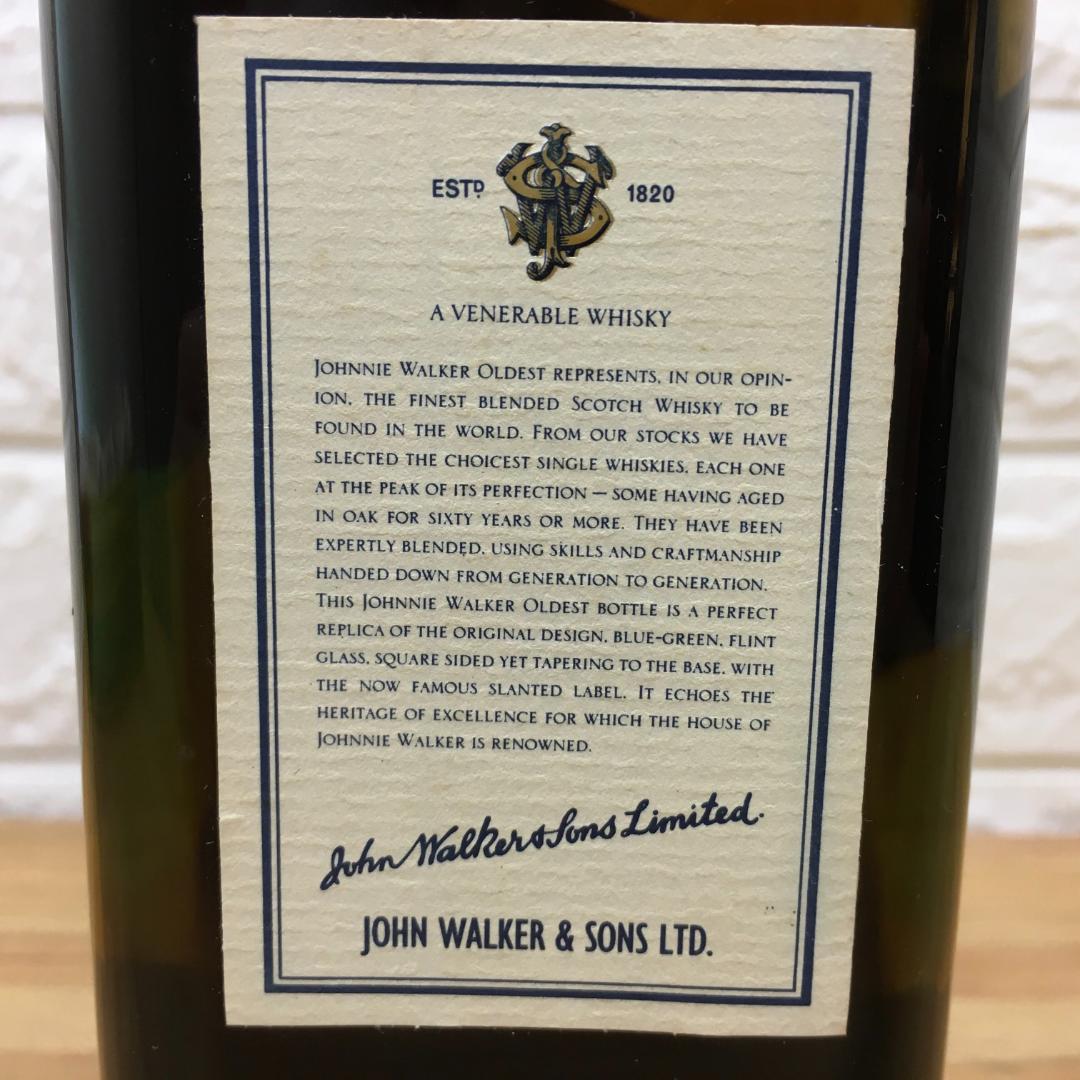 ESTD. 1820
A VENERABLE WHISKY
JOHNNIE WALKER OLDEST REPRESENTS, IN OUR OPIN-
ION, THE FINEST BLENDED SCOTCH WHISKY TO BE
FOUND IN THE WORLD. FROM OUR STOCKS WE HAVE
SELECTED THE CHOICEST SINGLE WHISKIES, EACH ONE
AT THE PEAK OF ITS PERFECTION — SOME HAVING AGED
IN OAK FOR SIXTY YEARS OR MORE. THEY HAVE BEEN
EXPERTLY BLENDED, USING SKILLS AND CRAFTMANSHIP
HANDED DOWN FROM GENERATION TO GENERATION.
THIS JOHNNIE WALKER OLDEST BOTTLE IS A PERFECT
REPLICA OF THE ORIGINAL DESIGN, BLUE-GREEN, FLINT
GLASS, SQUARE SIDED YET TAPERING TO THE BASE, WITH
THE NOW FAMOUS SLANTED LABEL. IT ECHOES THE
HERITAGE OF EXCELLENCE FOR WHICH THE HOUSE OF
JOHNNIE WALKER IS RENOWNED.
John Walker & Sons Limited.
JOHN WALKER & SONS LTD.